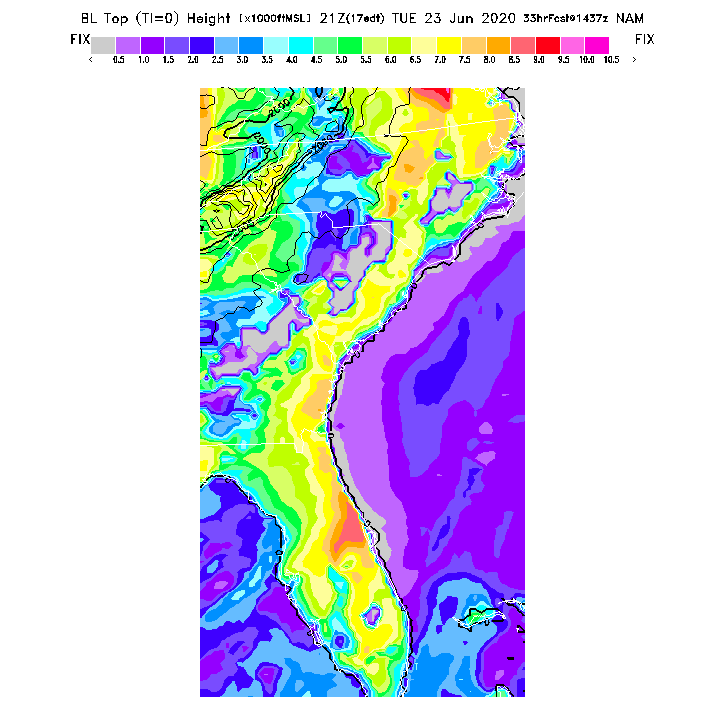 BL Top (TI=0) Height [x1000ftMSL] 21Z(17edt) TUE 23 Jun 2020 33hrFcst@1437z NAM
FIX FIX
< 0.5 1.0 1.5 2.0 2.5 3.0 3.5 4.0 4.5 5.0 5.5 6.0 6.5 7.0 7.5 8.0 8.5 9.0 9.5 10.0 10.5 >
2000